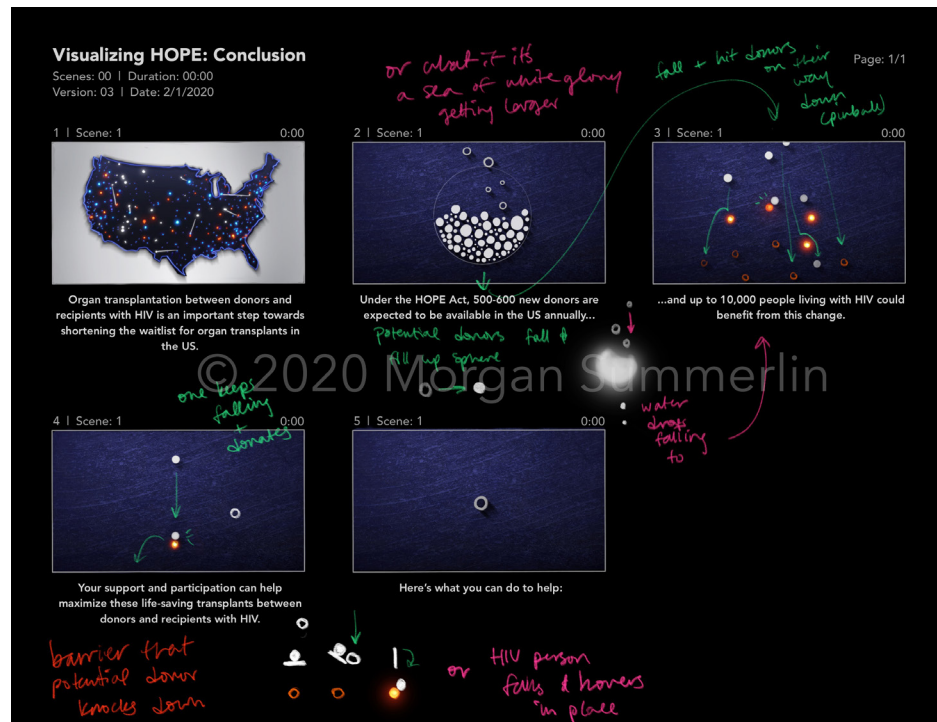 Visualizing HOPE: Conclusion
Scenes: 00 | Duration: 00:00
Version: 03 | Date: 2/1/2020
Page: 1/1
or what if it's
a sea of white glowy
getting larger
fall + hit donors
on their
way
down
(pinball)
1 | Scene: 1 0:00
2 | Scene: 1 0:00
3 | Scene: 1 0:00
Organ transplantation between donors and
recipients with HIV is an important step towards
shortening the waitlist for organ transplants in
the US.
Under the HOPE Act, 500-600 new donors are
expected to be available in the US annually...
...and up to 10,000 people living with HIV could
benefit from this change.
potential donors fall &
fill up sphere
© 2020 Morgan Summerlin
one keeps
falling
+
donates
water
drops
falling
to
4 | Scene: 1 0:00
5 | Scene: 1 0:00
Your support and participation can help
maximize these life-saving transplants between
donors and recipients with HIV.
Here's what you can do to help:
barrier that
potential donor
knocks down
or
HIV person
falls & hovers
in place